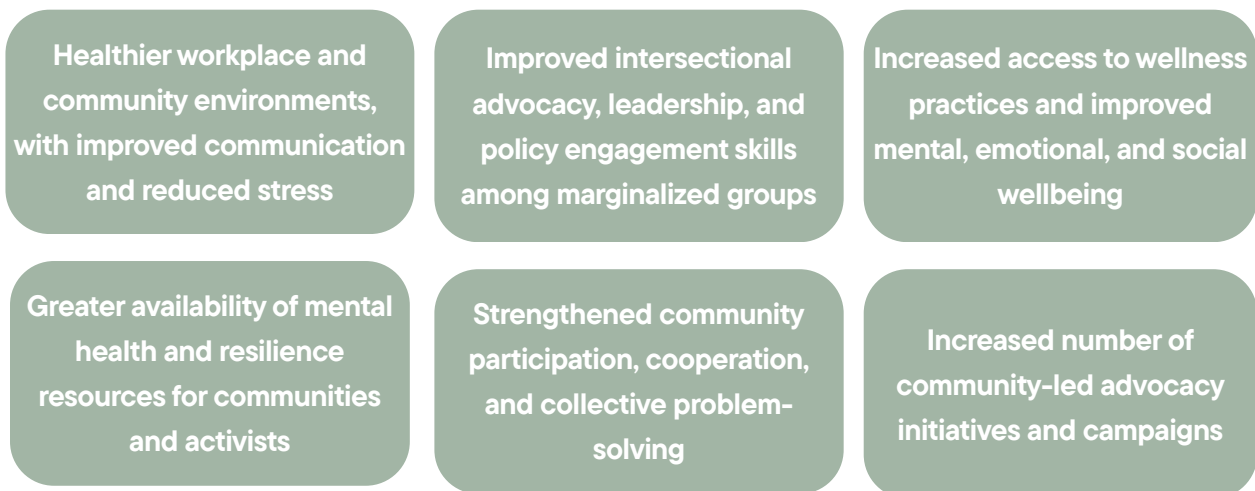 Healthier workplace and
community environments,
with improved communication
and reduced stress
Improved intersectional
advocacy, leadership, and
policy engagement skills
among marginalized groups
Increased access to wellness
practices and improved
mental, emotional, and social
wellbeing
Greater availability of mental
health and resilience
resources for communities
and activists
Strengthened community
participation, cooperation,
and collective problem-
solving
Increased number of
community-led advocacy
initiatives and campaigns